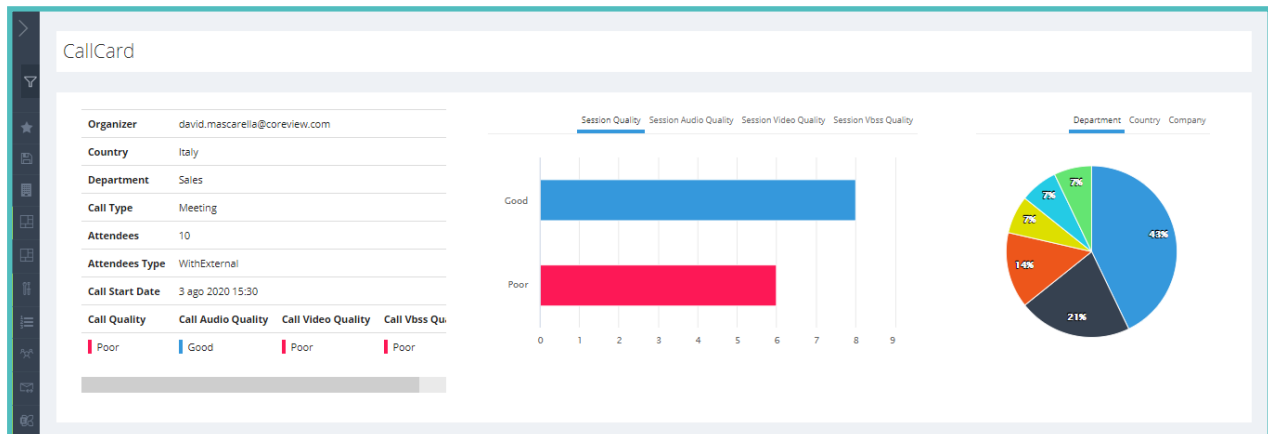 CallCard
Organizer david.mascarella@coreview.com
Country Italy
Department Sales
Call Type Meeting
Attendees 10
Attendees Type WithExternal
Call Start Date 3 ago 2020 15:30
Call Quality Call Audio Quality Call Video Quality Call Vbss Qu
Poor Good Poor Poor
Session Quality Session Audio Quality Session Video Quality Session Vbss Quality
Good
Poor
0 1 2 3 4 5 6 7 8 9
Department Country Company
7%
7%
7%
43%
14%
21%